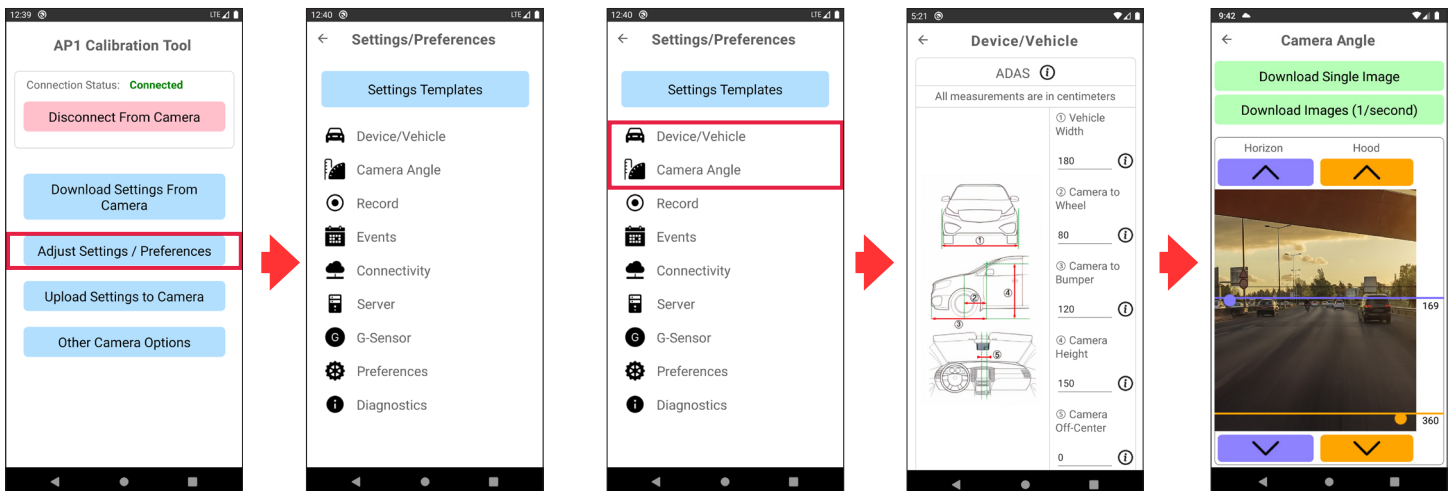 12:39
LTE
AP1 Calibration Tool
Connection Status: Connected
Disconnect From Camera
Download Settings From
Camera
Adjust Settings / Preferences
Upload Settings to Camera
Other Camera Options
12:40
LTE
Settings/Preferences
Settings Templates
Device/Vehicle
Camera Angle
Record
Events
Connectivity
Server
G
G-Sensor
Preferences
Diagnostics
12:40
LTE
Settings/Preferences
Settings Templates
Device/Vehicle
Camera Angle
Record
Events
Connectivity
Server
G
G-Sensor
Preferences
Diagnostics
5:21
Device/Vehicle
ADAS
All measurements are in centimeters
① Vehicle
Width
180
② Camera to
Wheel
80
③ Camera to
Bumper
120
④ Camera
Height
150
⑤ Camera
Off-Center
0
①
②
③
④
⑤
9:42
Camera Angle
Download Single Image
Download Images (1/second)
Horizon
Hood
169
360